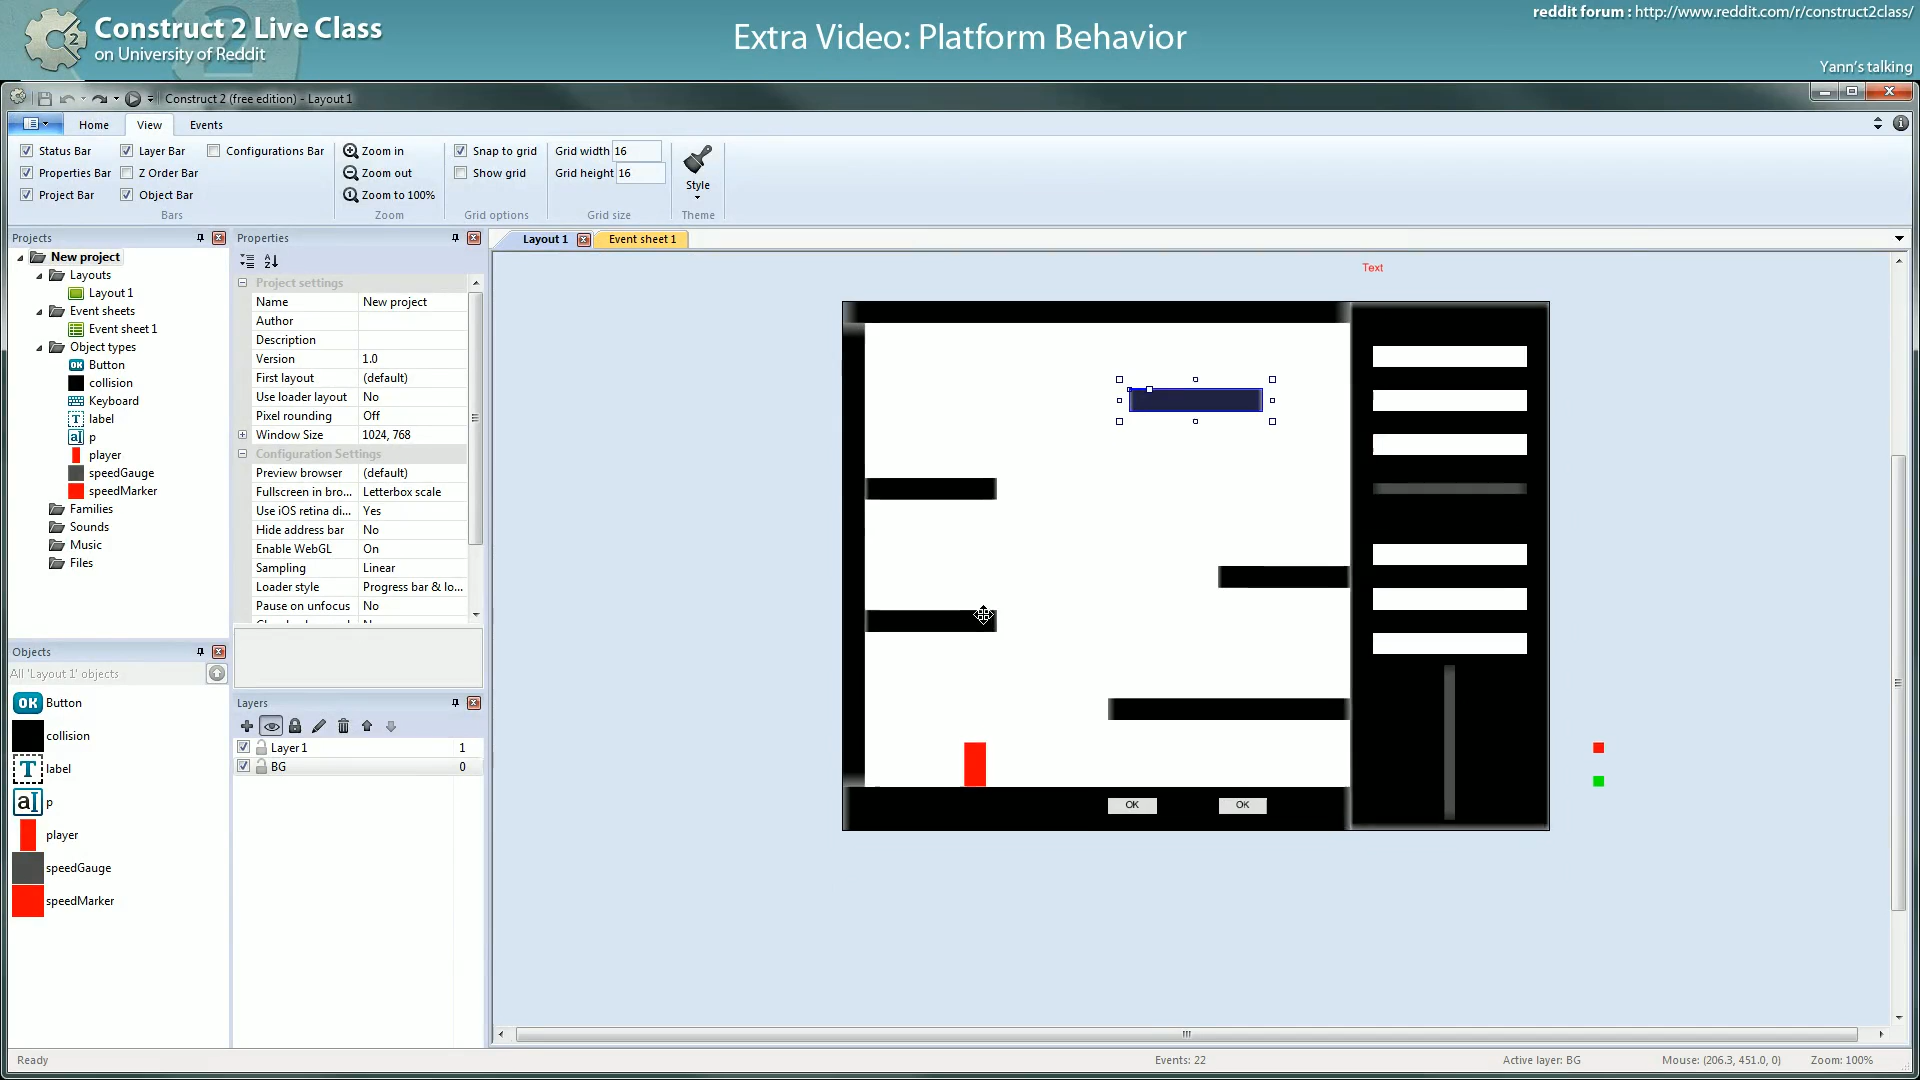 Construct 2 Live Class
on University of Reddit
Extra Video: Platform Behavior
reddit forum : http://www.reddit.com/r/construct2class/
Yann's talking
Construct 2 (free edition) - Layout 1
Home
View
Events
Status Bar
Layer Bar
Configurations Bar
Properties Bar
Z Order Bar
Project Bar
Object Bar
Bars
Zoom in
Zoom out
Zoom to 100%
Zoom
Snap to grid
Show grid
Grid options
Grid width 16
Grid height 16
Grid size
Style
Theme
Projects
New project
Layouts
Layout 1
Event sheets
Event sheet 1
Object types
Button
collision
Keyboard
label
p
player
speedGauge
speedMarker
Families
Sounds
Music
Files
Properties
Project settings
Name New project
Author
Description
Version 1.0
First layout (default)
Use loader layout No
Pixel rounding Off
Window Size 1024, 768
Configuration Settings
Preview browser (default)
Fullscreen in bro... Letterbox scale
Use iOS retina di... Yes
Hide address bar No
Enable WebGL On
Sampling Linear
Loader style Progress bar & lo...
Pause on unfocus No
Objects
All 'Layout 1' objects
OK Button
collision
T label
aI p
player
speedGauge
speedMarker
Layers
Layer 1 1
BG 0
Layout 1
Event sheet 1
Text
OK
OK
Ready
Events: 22
Active layer: BG
Mouse: (206.3, 451.0, 0)
Zoom: 100%